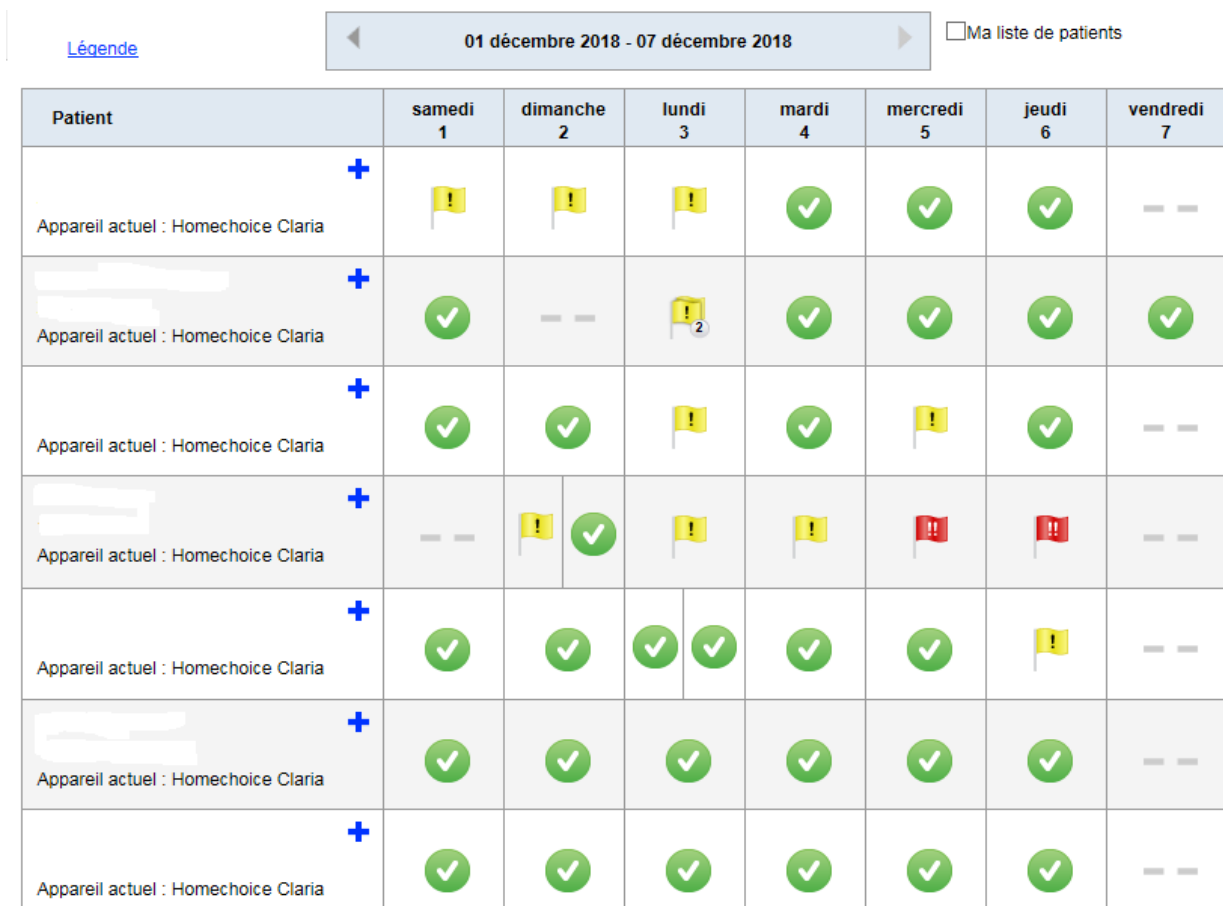 Légende
01 décembre 2018 - 07 décembre 2018
Ma liste de patients
Patient
samedi
1
dimanche
2
lundi
3
mardi
4
mercredi
5
jeudi
6
vendredi
7
Appareil actuel : Homechoice Claria
!
!
!
Appareil actuel : Homechoice Claria
!
2
Appareil actuel : Homechoice Claria
!
!
Appareil actuel : Homechoice Claria
!
!
!
!!
!!
Appareil actuel : Homechoice Claria
!
Appareil actuel : Homechoice Claria
Appareil actuel : Homechoice Claria